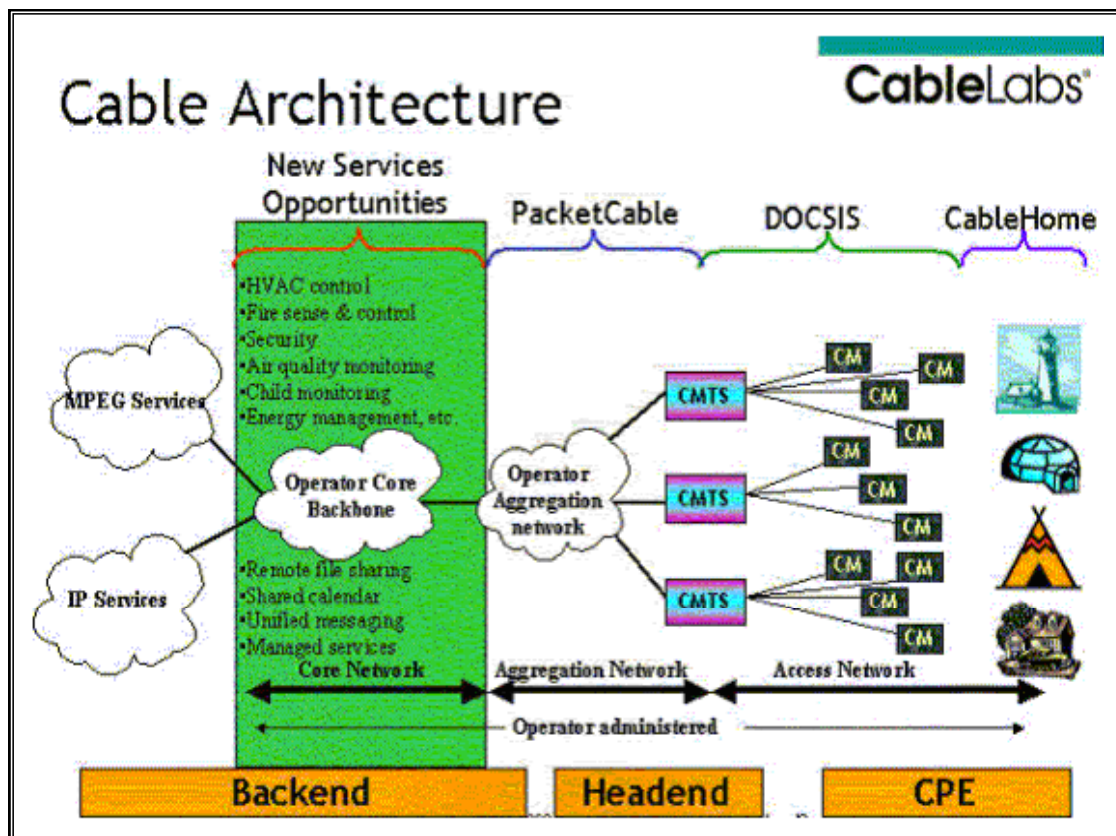 Cable Architecture
CableLabs®
New Services
Opportunities
PacketCable
DOCSIS
CableHome
•HVAC control
•Fire sense & control
•Security
•Air quality monitoring
•Child monitoring
•Energy management, etc.
MPEG Services
Operator Core
Backbone
IP Services
•Remote file sharing
•Shared calendar
•Unified messaging
•Managed services
Operator
Aggregation
network
CMTS
CMTS
CMTS
CM
CM
CM
CM
CM
CM
CM
CM
CM
CM
CM
Core Network
Aggregation Network
Access Network
Operator administered
Backend
Headend
CPE